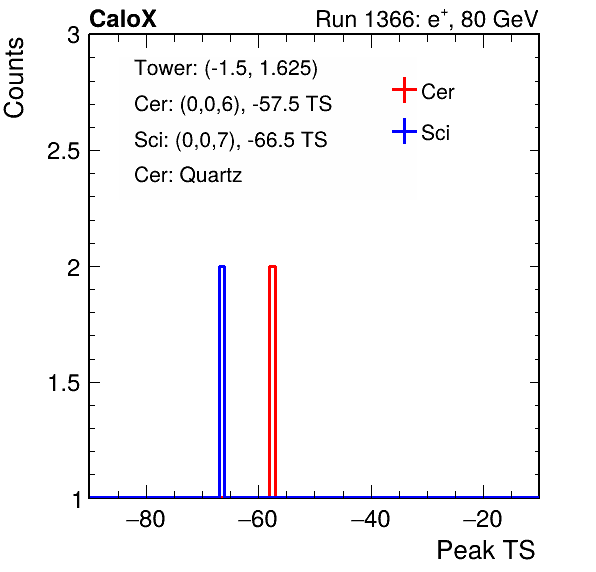 CaloX
Run 1366: e+, 80 GeV
Counts
3
2.5
2
1.5
1
Tower: (-1.5, 1.625)
Cer: (0,0,6), -57.5 TS
Sci: (0,0,7), -66.5 TS
Cer: Quartz
Cer
Sci
−80
−60
−40
−20
Peak TS